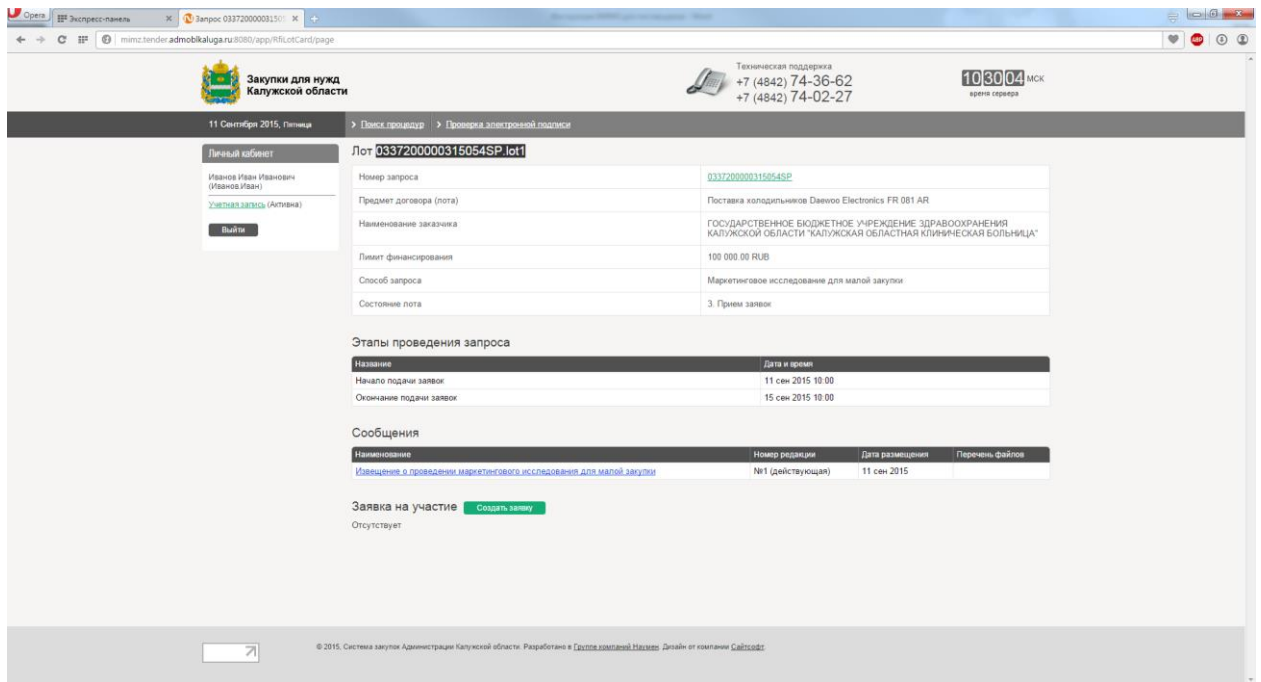 Opera
Экспресс-панель
Запрос 03372000003150
mimz.tender.admoblkaluga.ru:8080/app/RfiLotCard/page
Закупки для нужд
Калужской области
Техническая поддержка
+7 (4842) 74-36-62
+7 (4842) 74-02-27
10 30 04 МСК
время сервера
11 Сентября 2015, Пятница
Поиск процедур
Проверка электронной подписи
Личный кабинет
Иванов Иван Иванович
(Иванов.Иван)
Учетная запись (Активна)
Выйти
Лот 0337200000315054SP.lot1
Номер запроса
0337200000315054SP
Предмет договора (лота)
Поставка холодильников Daewoo Electronics FR 081 AR
Наименование заказчика
ГОСУДАРСТВЕННОЕ БЮДЖЕТНОЕ УЧРЕЖДЕНИЕ ЗДРАВООХРАНЕНИЯ
КАЛУЖСКОЙ ОБЛАСТИ "КАЛУЖСКАЯ ОБЛАСТНАЯ КЛИНИЧЕСКАЯ БОЛЬНИЦА"
Лимит финансирования
100 000.00 RUB
Способ запроса
Маркетинговое исследование для малой закупки
Состояние лота
3. Прием заявок
Этапы проведения запроса
Название
Дата и время
Начало подачи заявок
11 сен 2015 10:00
Окончание подачи заявок
15 сен 2015 10:00
Сообщения
Наименование
Номер редакции
Дата размещения
Перечень файлов
Извещение о проведении маркетингового исследования для малой закупки
№1 (действующая)
11 сен 2015
Заявка на участие
Создать заявку
Отсутствует
© 2015, Система закупок Администрации Калужской области. Разработано в Группе компаний Наумен. Дизайн от компании Сайтсофт.